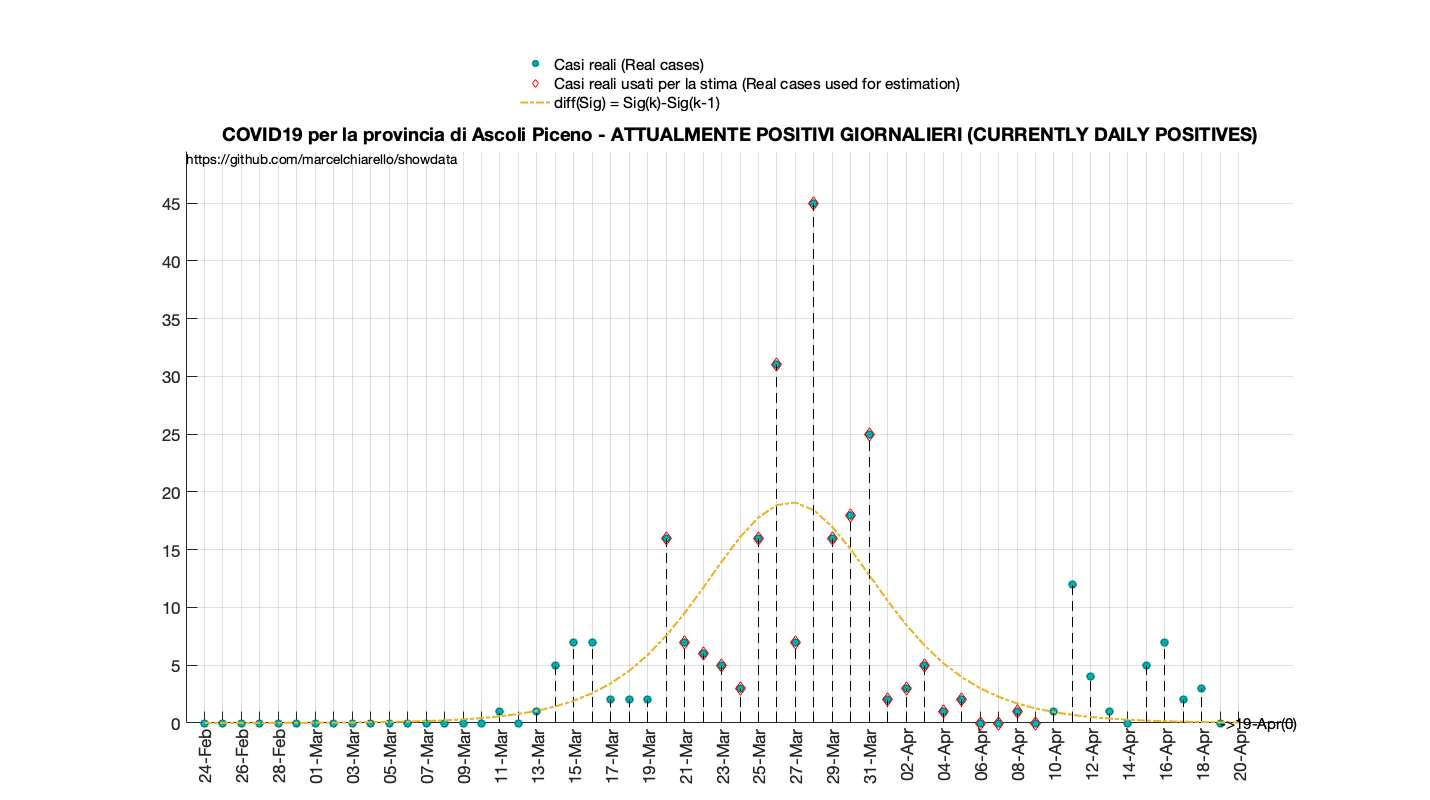 Casi reali (Real cases)
Casi reali usati per la stima (Real cases used for estimation)
diff(Sig) = Sig(k)-Sig(k-1)
COVID19 per la provincia di Ascoli Piceno - ATTUALMENTE POSITIVI GIORNALIERI (CURRENTLY DAILY POSITIVES)
https://github.com/marcelchiarello/showdata
45
40
35
30
25
20
15
10
5
0
->19-Apr(0)
24-Feb
26-Feb
28-Feb
01-Mar
03-Mar
05-Mar
07-Mar
09-Mar
11-Mar
13-Mar
15-Mar
17-Mar
19-Mar
21-Mar
23-Mar
25-Mar
27-Mar
29-Mar
31-Mar
02-Apr
04-Apr
06-Apr
08-Apr
10-Apr
12-Apr
14-Apr
16-Apr
18-Apr
20-Apr